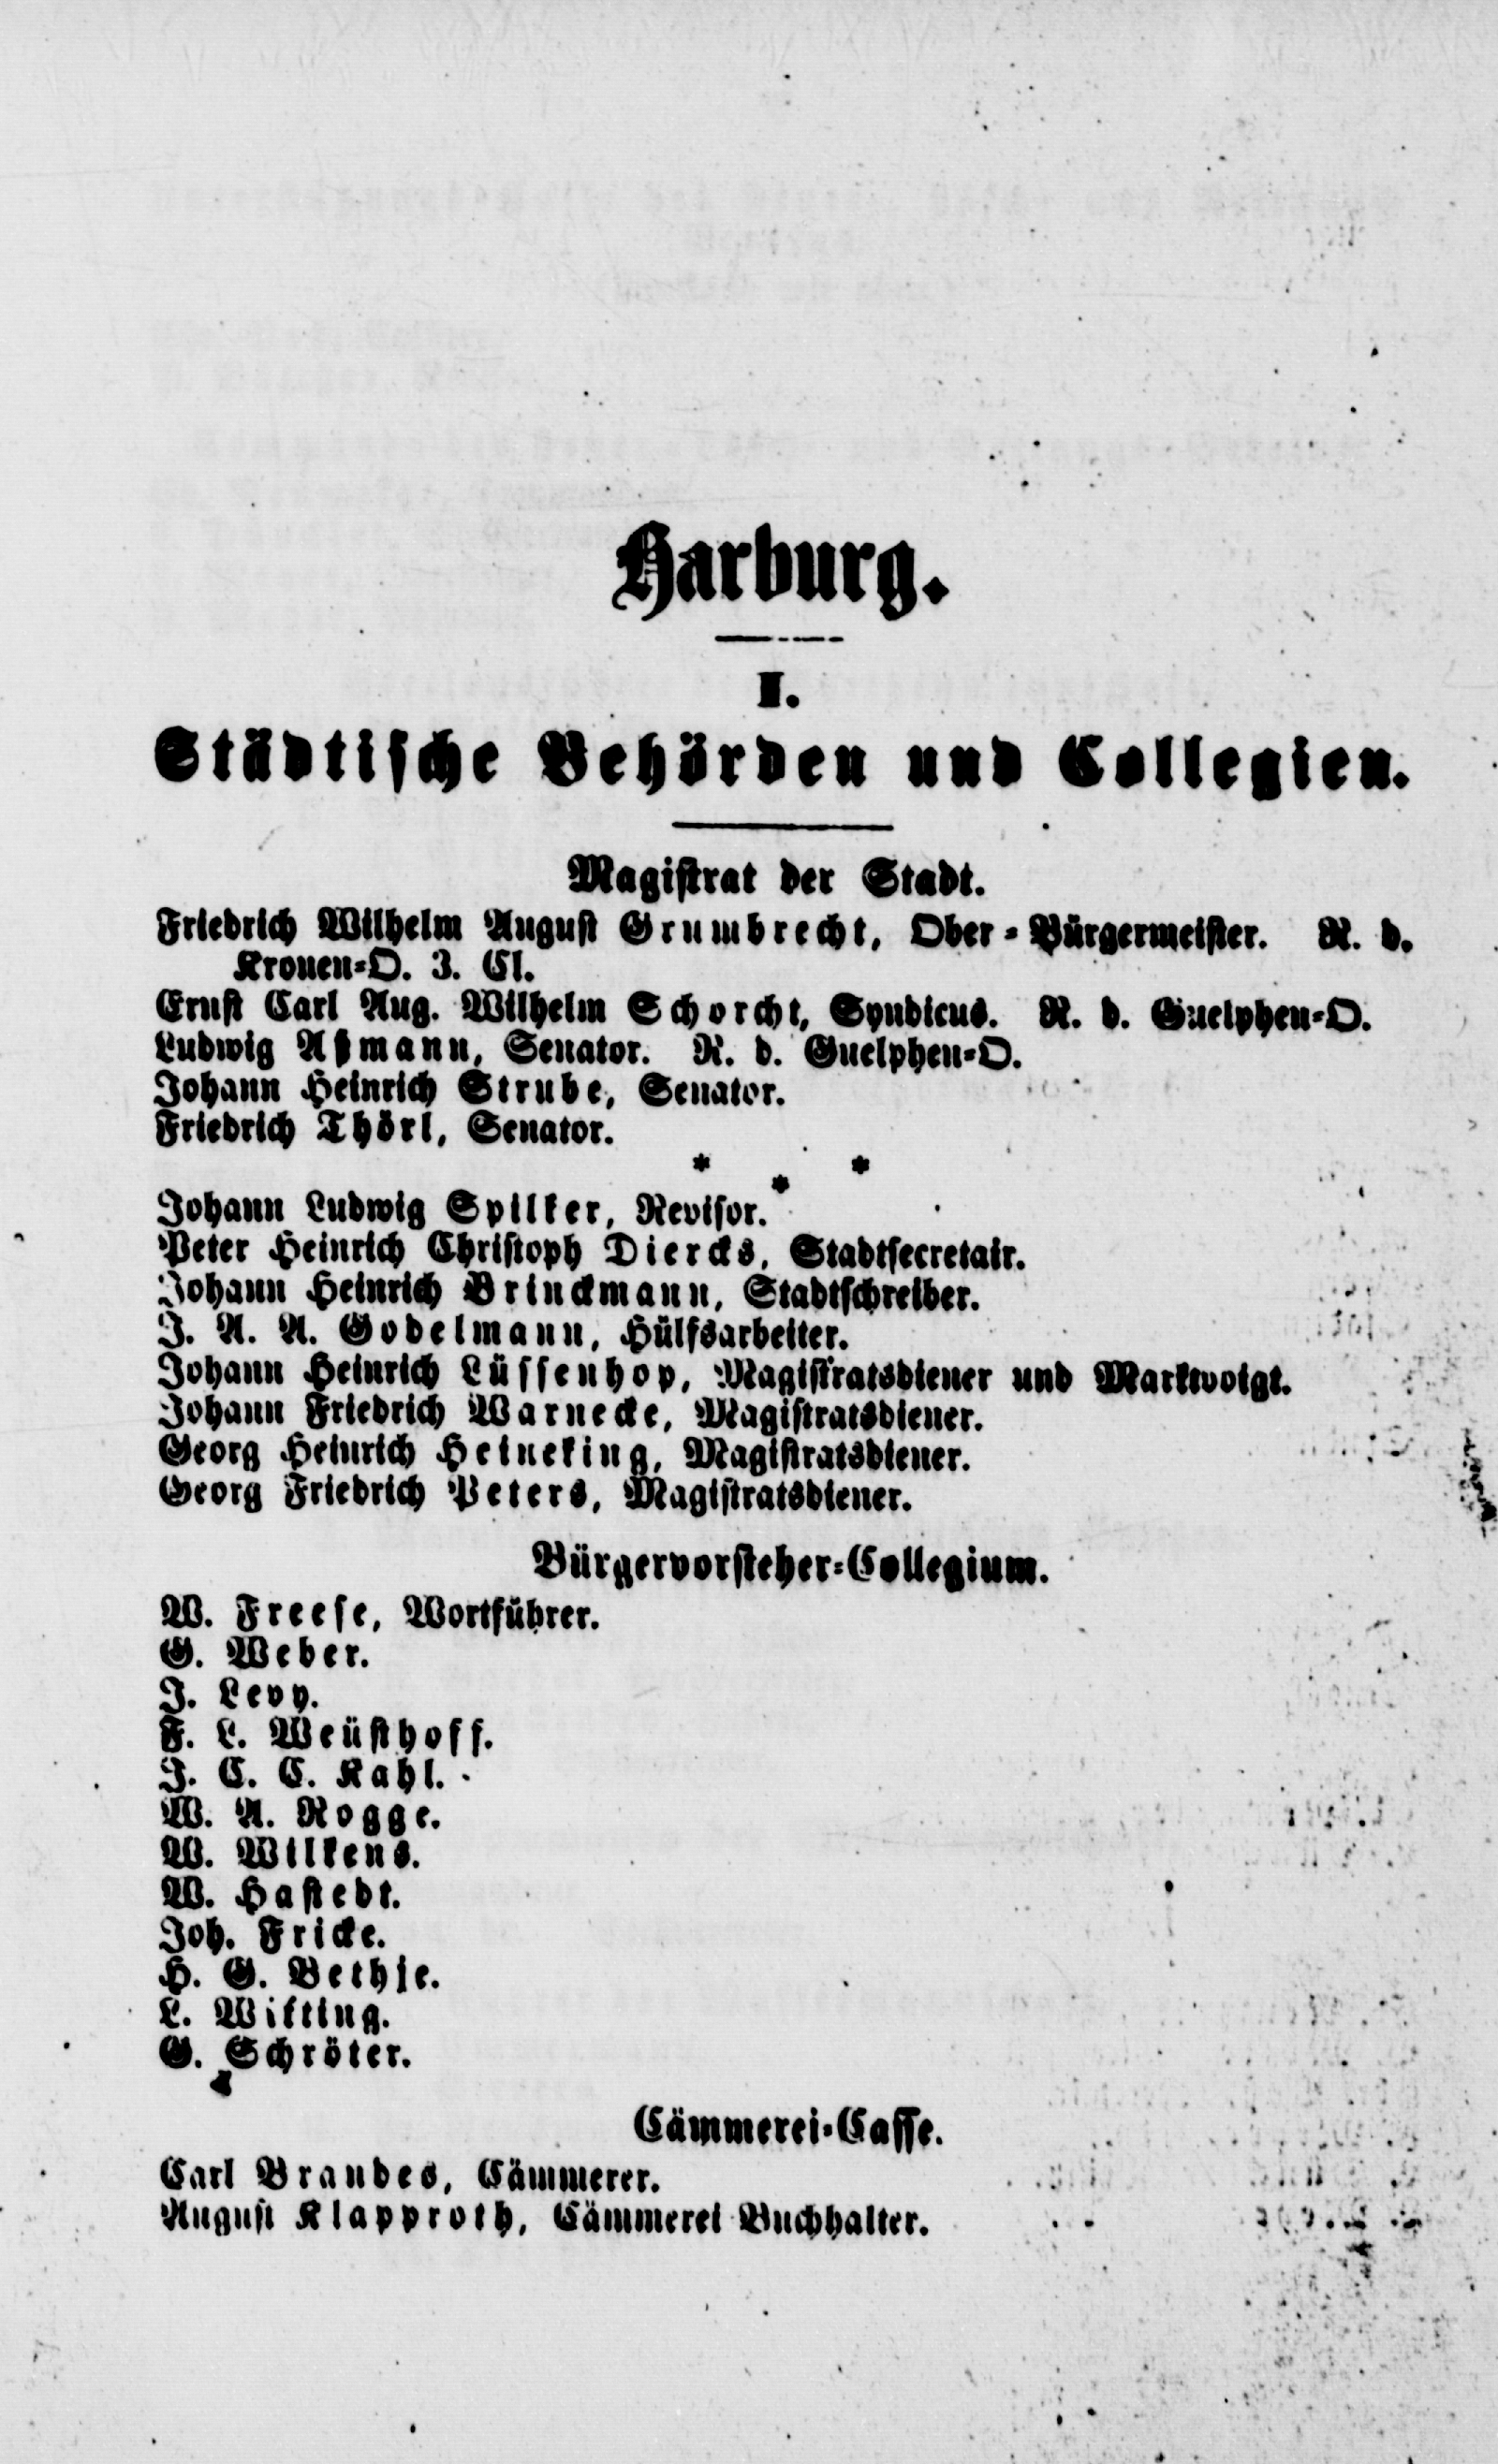 Harburg.
I.
Städtische Behörden und Collegien.
Magistrat der Stadt.
Friedrich Wilhelm August Grumbrecht, Ober-Bürgermeister. R. d.
Kronen-O. 3. Cl.
Ernst Carl Aug. Wilhelm Schorcht, Syndicus. R. d. Guelphen-O.
Ludwig Aßmann, Senator. R. d. Guelphen-O.
Johann Heinrich Strube, Senator.
Friedrich Thörl, Senator.
* * *
Johann Ludwig Spilker, Revisor.
Peter Heinrich Christoph Diercks, Stadtsecretair.
Johann Heinrich Brinckmann, Stadtschreiber.
J. A. A. Godelmann, Hülfsarbeiter.
Johann Heinrich Lüssenhop, Magistratsdiener und Marktvoigt.
Johann Friedrich Warnecke, Magistratsdiener.
Georg Heinrich Heineking, Magistratsdiener.
Georg Friedrich Peters, Magistratsdiener.
Bürgervorsteher-Collegium.
W. Freese, Wortführer.
G. Weber.
J. Levy.
F. L. Weüsthoff.
J. C. C. Kahl.
W. A. Rogge.
W. Wilkens.
W. Hastedt.
Joh. Fricke.
H. G. Bethje.
L. Witting.
G. Schröter.
Cämmerei-Casse.
Carl Brandes, Cämmerer.
August Klapproth, Cämmerei Buchhalter.